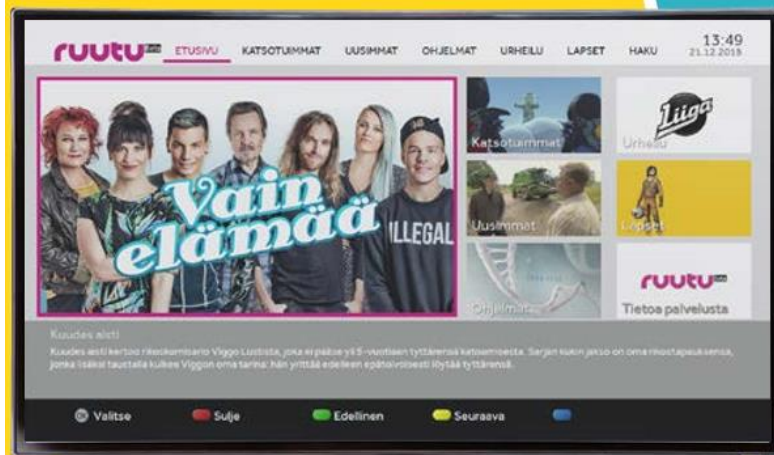 ruutu
ETUSIVU KATSOTUIMMAT UUSIMMAT OHJELMAT URHEILU LAPSET HAKU
13:49
21.12.2015
Vain
elämää
ILLEGAL
Katsotuimmat
Liiga
Urheilu
Uusimmat
Lapset
Ohjelmat
ruutu
Tietoa palvelusta
Kuudes aisti
Kuudes aisti kertoo rikoskomisario Viggo Lustista, joka ei pääse yli 5-vuotiaan tyttärensä katoamisesta. Sarjan kukin jakso on oma rikostapauksensa,
jonka lisäksi taustalla kulkee Viggon oma tarina: hän yrittää edelleen epätoivoisesti löytää tyttärensä.
OK Valitse Sulje Edellinen Seuraava